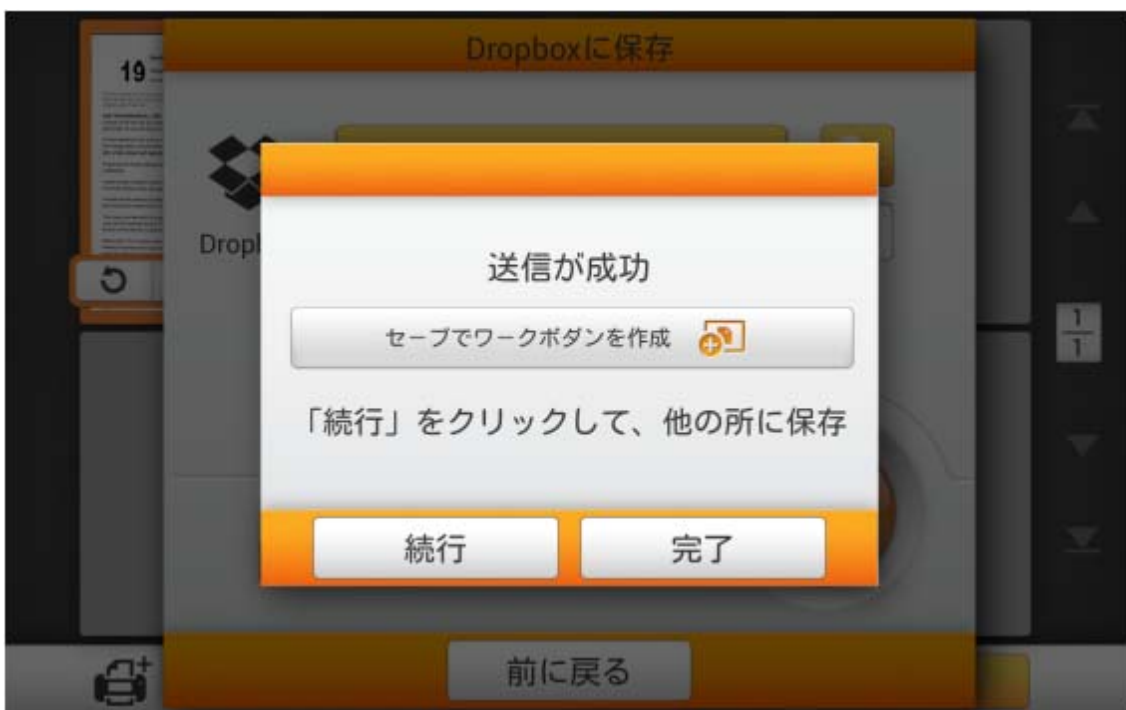 Dropboxに保存
19
Dropl
送信が成功
セーブでワークボダンを作成
「続行」をクリックして、他の所に保存
1
1
続行
完了
前に戻る